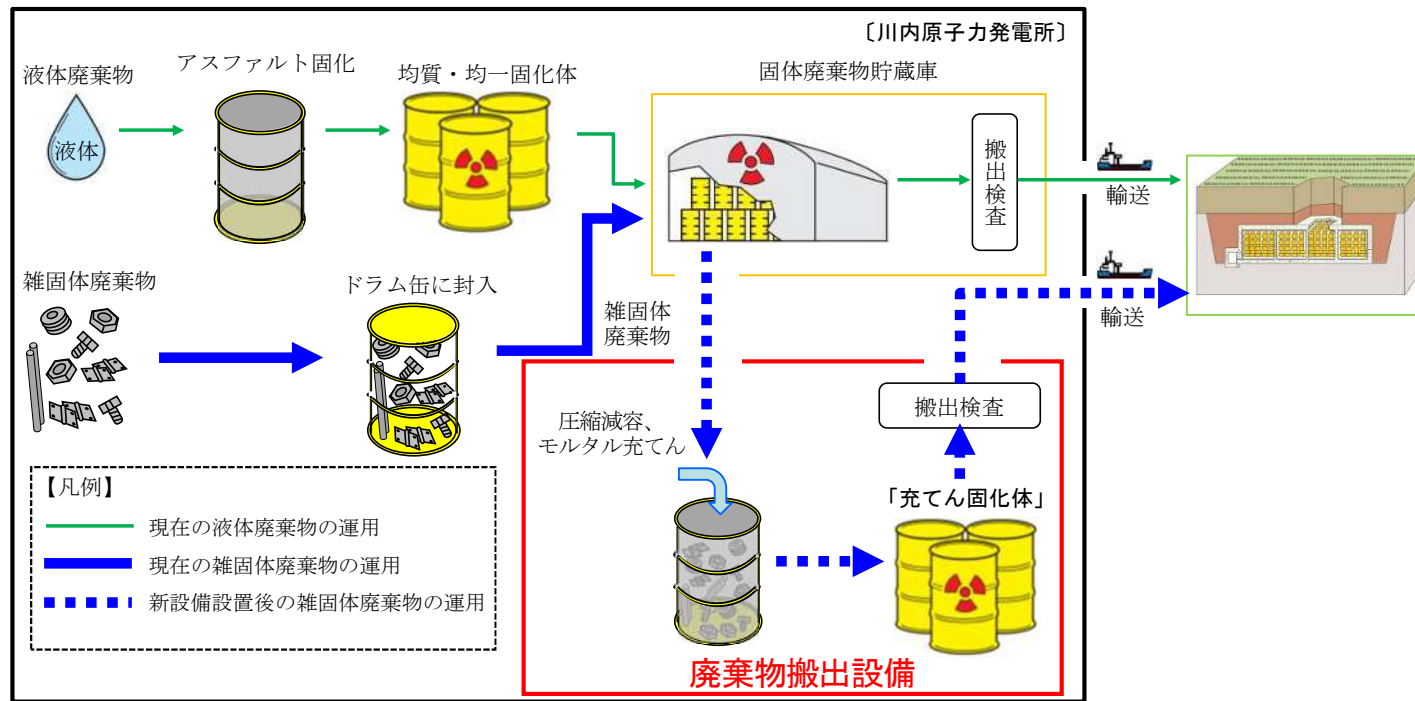 〔川内原子力発電所〕
液体廃棄物
液体
アスファルト固化
均質・均一固化体
固体廃棄物貯蔵庫
搬出検査
輸送
雑固体廃棄物
ドラム缶に封入
雑固体
廃棄物
輸送
圧縮減容、
モルタル充てん
搬出検査
「充てん固化体」
廃棄物搬出設備
【凡例】
現在の液体廃棄物の運用
現在の雑固体廃棄物の運用
新設備設置後の雑固体廃棄物の運用